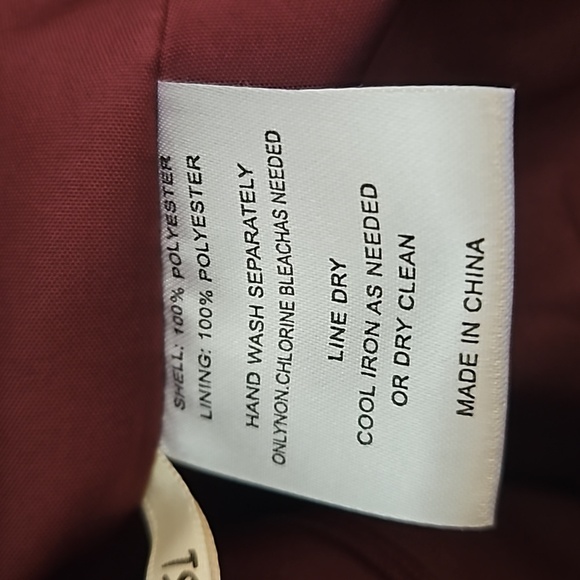 SHELL: 100% POLYESTER
LINING: 100% POLYESTER
HAND WASH SEPARATELY
ONLYNON.CHLORINE BLEACHAS NEEDED
LINE DRY
COOL IRON AS NEEDED
OR DRY CLEAN
MADE IN CHINA